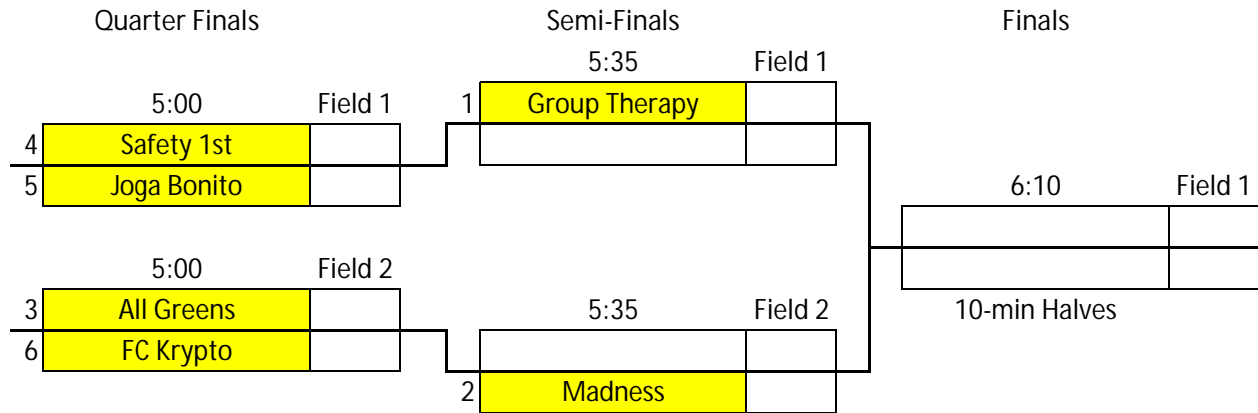 Quarter Finals Semi-Finals Finals
5:35 Field 1
5:00 Field 1 1 Group Therapy
4 Safety 1st
5 Joga Bonito 6:10 Field 1
5:00 Field 2
3 All Greens 5:35 Field 2 10-min Halves
6 FC Krypto
2 Madness